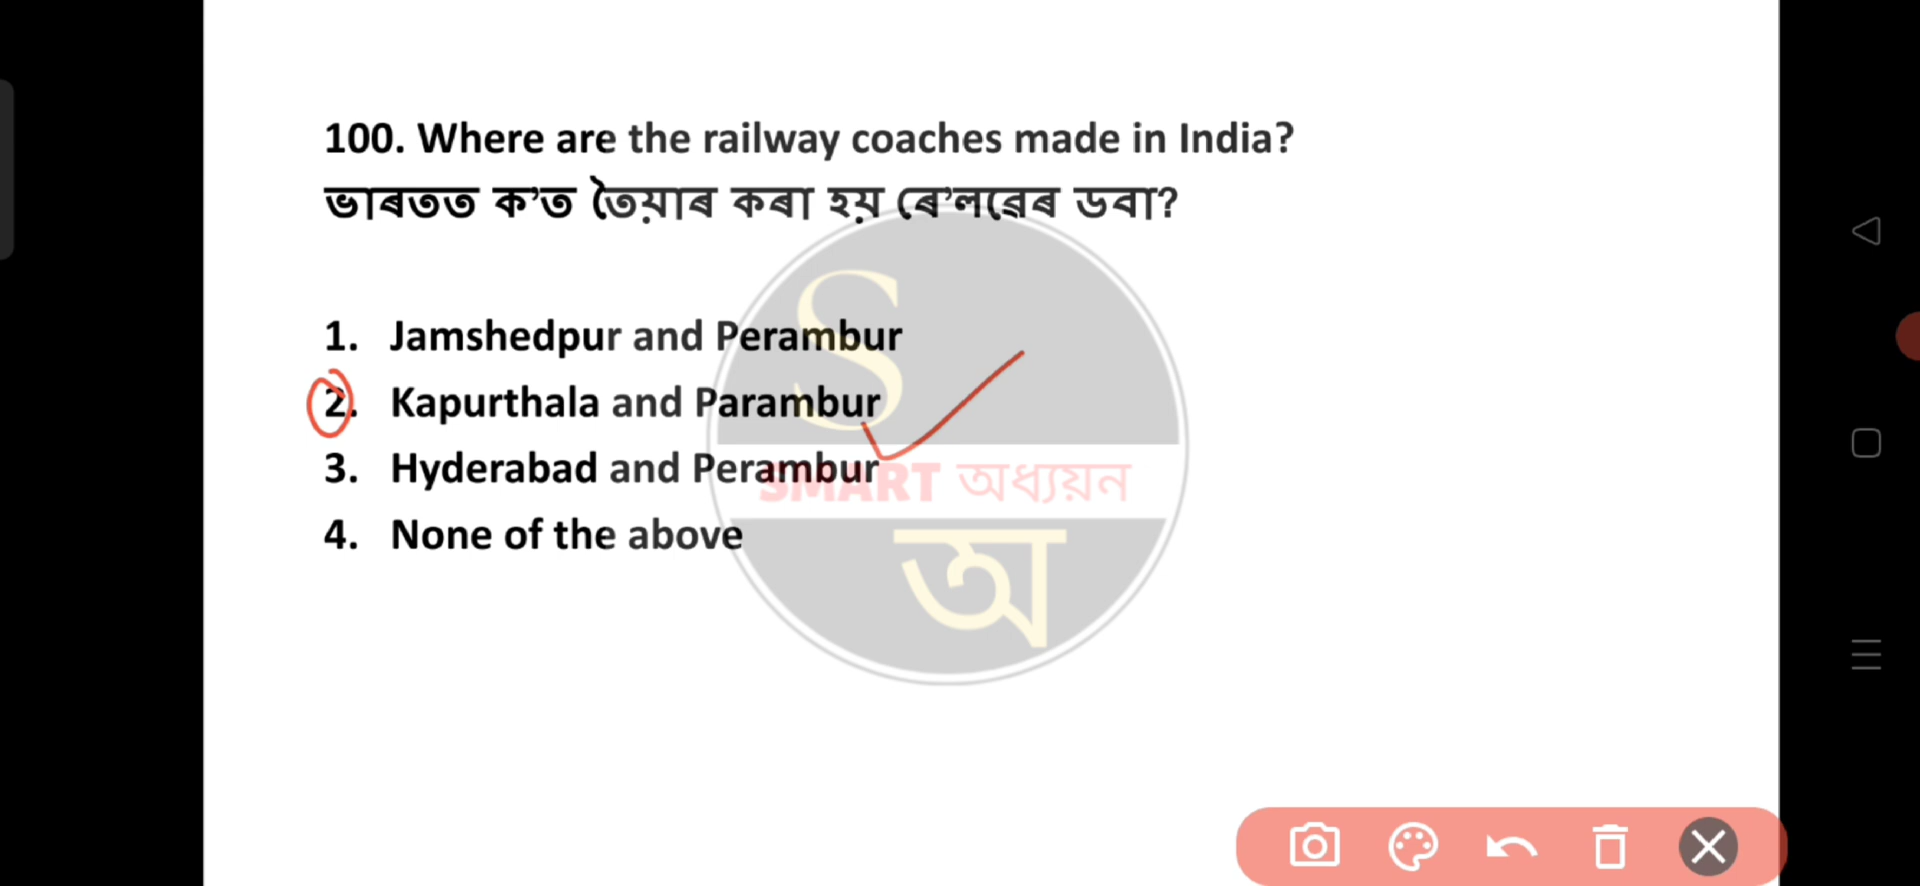 100. Where are the railway coaches made in India?
ভাৰতত ক’ত তৈয়াৰ কৰা হয় ৰে’লৱেৰ ডবা?
1. Jamshedpur and Perambur
2. Kapurthala and Parambur
3. Hyderabad and Perambur
SMART অধ্যয়ন
4. None of the above
S
অ